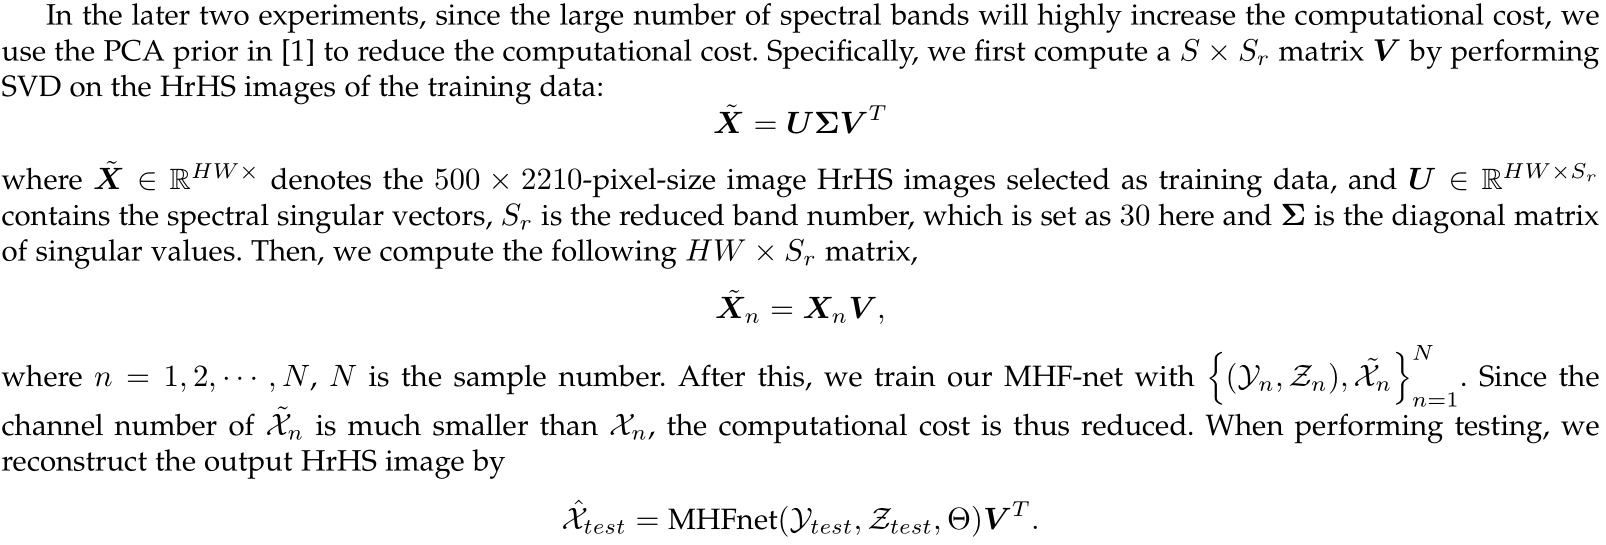 In the later two experiments, since the large number of spectral bands will highly increase the computational cost, we
use the PCA prior in [1] to reduce the computational cost. Specifically, we first compute a $S \times S_r$ matrix $\boldsymbol{V}$ by performing
SVD on the HrHS images of the training data:
$\tilde{\boldsymbol{X}} = \boldsymbol{U}\boldsymbol{\Sigma}\boldsymbol{V}^T$
where $\tilde{\boldsymbol{X}} \in \mathbb{R}^{HW \times}$ denotes the $500 \times 2210$-pixel-size image HrHS images selected as training data, and $\boldsymbol{U} \in \mathbb{R}^{HW \times S_r}$
contains the spectral singular vectors, $S_r$ is the reduced band number, which is set as 30 here and $\boldsymbol{\Sigma}$ is the diagonal matrix
of singular values. Then, we compute the following $HW \times S_r$ matrix,
$\tilde{\boldsymbol{X}}_n = \boldsymbol{X}_n \boldsymbol{V},$
where $n = 1, 2, \cdots, N$, $N$ is the sample number. After this, we train our MHF-net with $\left\{(\mathcal{Y}_n, \mathcal{Z}_n), \tilde{\mathcal{X}}_n\right\}_{n=1}^{N}$. Since the
channel number of $\tilde{\mathcal{X}}_n$ is much smaller than $\mathcal{X}_n$, the computational cost is thus reduced. When performing testing, we
reconstruct the output HrHS image by
$\hat{\mathcal{X}}_{test} = \text{MHFnet}(\mathcal{Y}_{test}, \mathcal{Z}_{test}, \Theta)\boldsymbol{V}^T.$